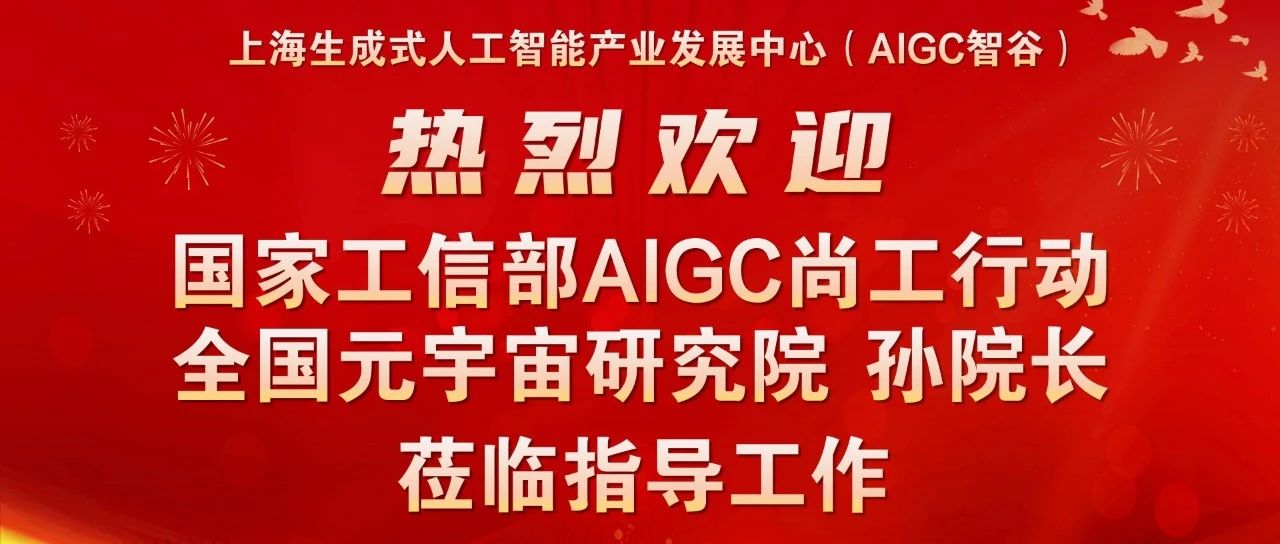 上海生成式人工智能产业发展中心（AIGC智谷）
热烈欢迎
国家工信部AIGC尚工行动
全国元宇宙研究院 孙院长
莅临指导工作